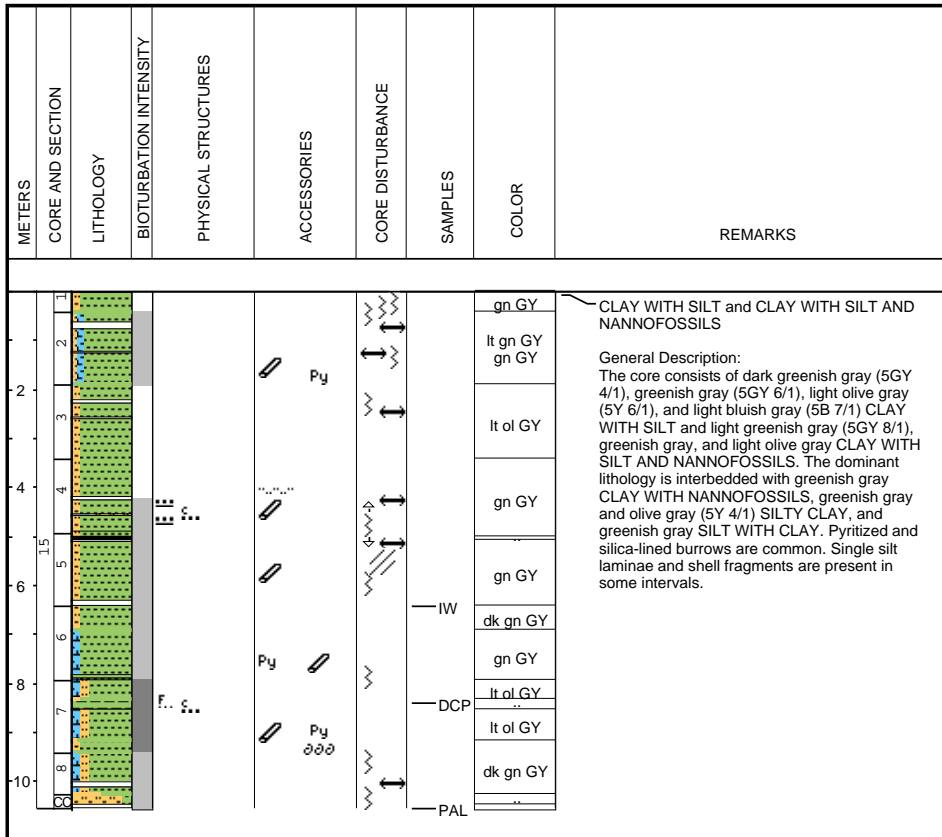 METERS
CORE AND SECTION
LITHOLOGY
BIOTURBATION INTENSITY
PHYSICAL STRUCTURES
ACCESSORIES
CORE DISTURBANCE
SAMPLES
COLOR
REMARKS
2
4
6
8
10
15
1
2
3
4
5
6
7
8
CC
Py
Py
Py
F..
C..
C..
IW
DCP
PAL
gn GY
lt gn GY
gn GY
lt ol GY
gn GY
..
gn GY
dk gn GY
gn GY
lt ol GY
..
lt ol GY
dk gn GY
..
CLAY WITH SILT and CLAY WITH SILT AND
NANNOFOSSILS
General Description:
The core consists of dark greenish gray (5GY
4/1), greenish gray (5GY 6/1), light olive gray
(5Y 6/1), and light bluish gray (5B 7/1) CLAY
WITH SILT and light greenish gray (5GY 8/1),
greenish gray, and light olive gray CLAY WITH
SILT AND NANNOFOSSILS. The dominant
lithology is interbedded with greenish gray
CLAY WITH NANNOFOSSILS, greenish gray
and olive gray (5Y 4/1) SILTY CLAY, and
greenish gray SILT WITH CLAY. Pyritized and
silica-lined burrows are common. Single silt
laminae and shell fragments are present in
some intervals.